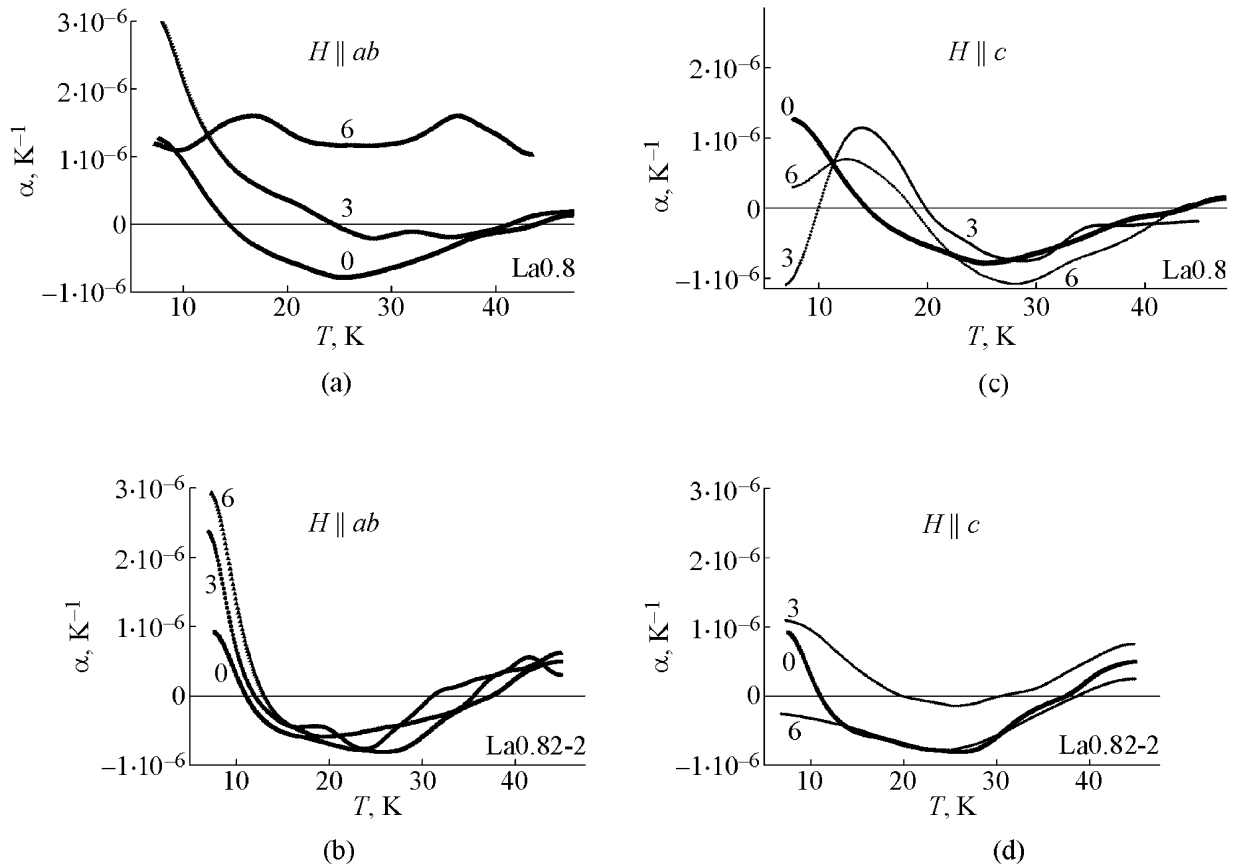 3·10⁻⁶
2·10⁻⁶
1·10⁻⁶
0
−1·10⁻⁶
α, K⁻¹
H || ab
6
3
0
La0.8
10 20 30 40
T, K
(a)
2·10⁻⁶
1·10⁻⁶
0
−1·10⁻⁶
α, K⁻¹
H || c
0
6
3
3
6
La0.8
10 20 30 40
T, K
(c)
3·10⁻⁶
2·10⁻⁶
1·10⁻⁶
0
−1·10⁻⁶
α, K⁻¹
H || ab
6
3
0
La0.82-2
10 20 30 40
T, K
(b)
3·10⁻⁶
2·10⁻⁶
1·10⁻⁶
0
−1·10⁻⁶
α, K⁻¹
H || c
3
0
6
La0.82-2
10 20 30 40
T, K
(d)